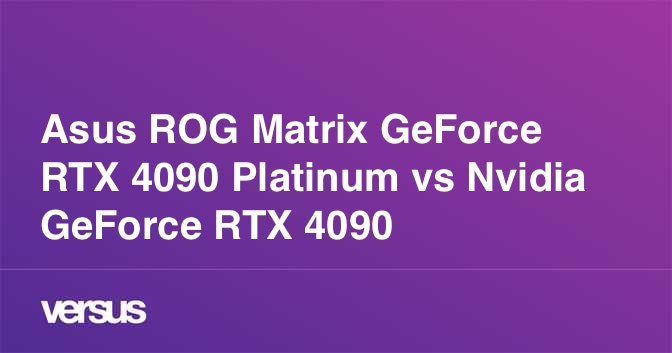 Asus ROG Matrix GeForce
RTX 4090 Platinum vs Nvidia
GeForce RTX 4090
versus